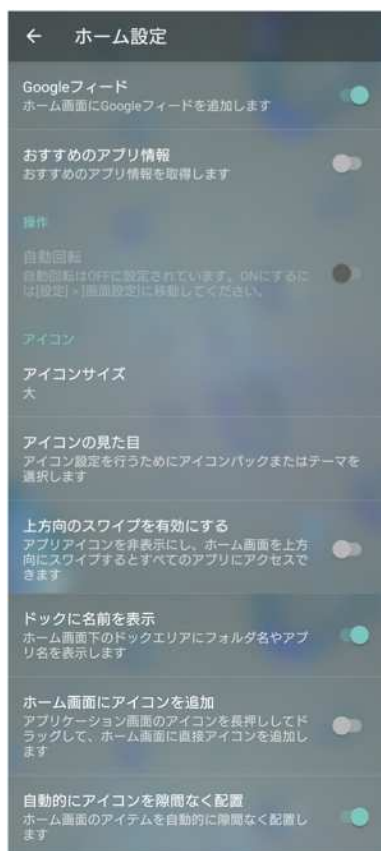 ホーム設定
Googleフィード
ホーム画面にGoogleフィードを追加します
おすすめのアプリ情報
おすすめのアプリ情報を取得します
操作
自動回転
自動回転はOFFに設定されています。ONにするに
は[設定] > [画面設定]に移動してください。
アイコン
アイコンサイズ
大
アイコンの見た目
アイコン設定を行うためにアイコンパックまたはテーマを
選択します
上方向のスワイプを有効にする
アプリアイコンを非表示にし、ホーム画面を上方
向にスワイプするとすべてのアプリにアクセスで
きます
ドックに名前を表示
ホーム画面下のドックエリアにフォルダ名やアプ
リ名を表示します
ホーム画面にアイコンを追加
アプリケーション画面のアイコンを長押ししてド
ラッグして、ホーム画面に直接アイコンを追加し
ます
自動的にアイコンを隙間なく配置
ホーム画面のアイテムを自動的に隙間なく配置し
ます